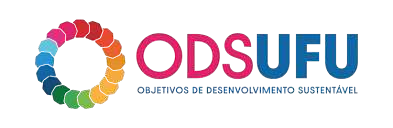 ODSUFU
OBJETIVOS DE DESENVOLVIMENTO SUSTENTÁVEL